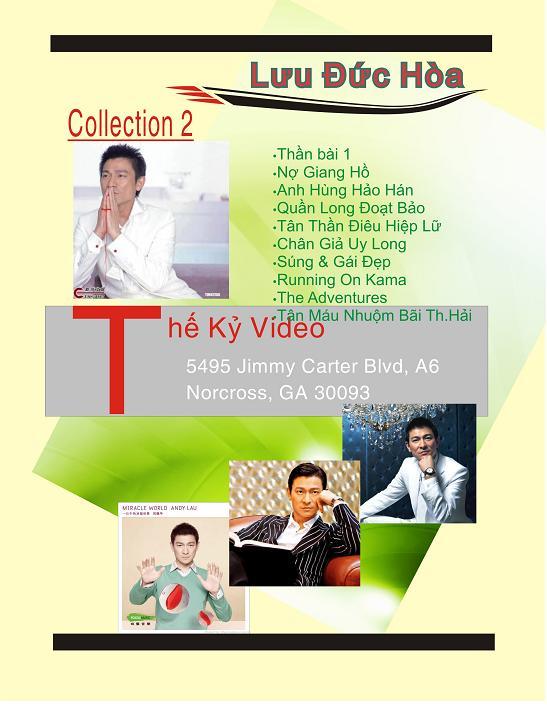 Lưu Đức Hòa
Collection 2
•Thần bài 1
•Nợ Giang Hồ
•Anh Hùng Hảo Hán
•Quần Long Đoạt Bảo
•Tân Thần Điêu Hiệp Lữ
•Chân Giả Uy Long
•Súng & Gái Đẹp
•Running On Kama
•The Adventures
•Tân Máu Nhuộm Bãi Th.Hải
Thế Kỷ Video
5495 Jimmy Carter Blvd, A6
Norcross, GA 30093
MIRACLE WORLD ANDY LAU